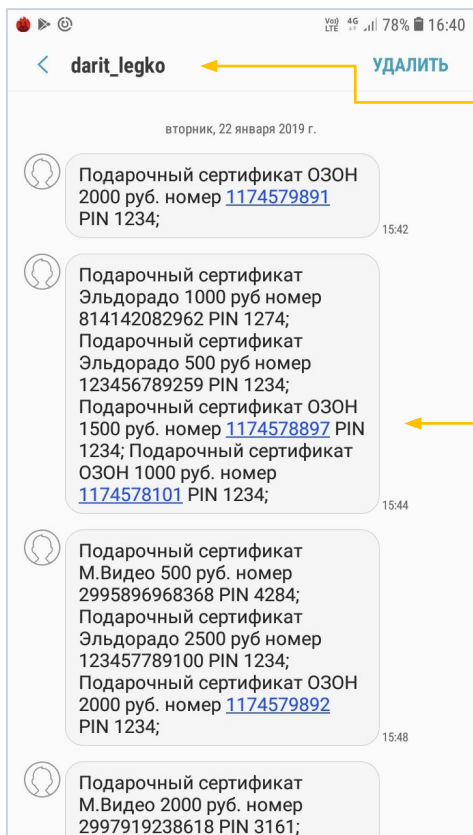 Vo)) LTE 4G 78% 16:40
darit_legko УДАЛИТЬ
вторник, 22 января 2019 г.
Подарочный сертификат ОЗОН
2000 руб. номер 1174579891
PIN 1234;
15:42
Подарочный сертификат
Эльдорадо 1000 руб номер
814142082962 PIN 1274;
Подарочный сертификат
Эльдорадо 500 руб номер
123456789259 PIN 1234;
Подарочный сертификат ОЗОН
1500 руб. номер 1174578897 PIN
1234; Подарочный сертификат
ОЗОН 1000 руб. номер
1174578101 PIN 1234;
15:44
Подарочный сертификат
М.Видео 500 руб. номер
2995896968368 PIN 4284;
Подарочный сертификат
Эльдорадо 2500 руб номер
123457789100 PIN 1234;
Подарочный сертификат ОЗОН
2000 руб. номер 1174579892
PIN 1234;
15:48
Подарочный сертификат
М.Видео 2000 руб. номер
2997919238618 PIN 3161;